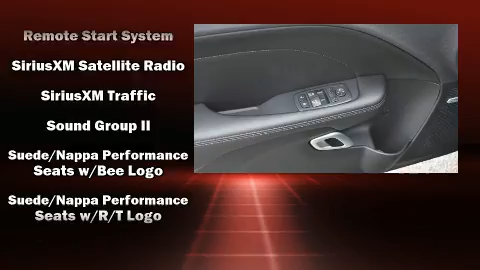 Remote Start System
SiriusXM Satellite Radio
SiriusXM Traffic
Sound Group II
Suede/Nappa Performance
Seats w/Bee Logo
Suede/Nappa Performance
Seats w/R/T Logo